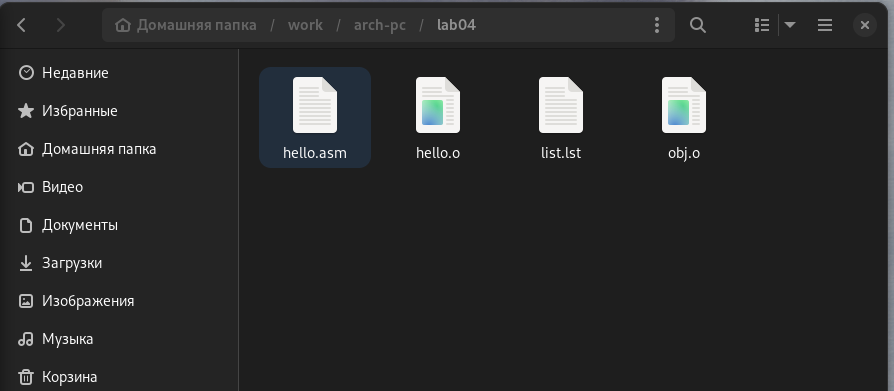 Домашняя папка / work / arch-pc / lab04
Недавние
Избранные
Домашняя папка
Видео
Документы
Загрузки
Изображения
Музыка
Корзина
hello.asm hello.o list.lst obj.o